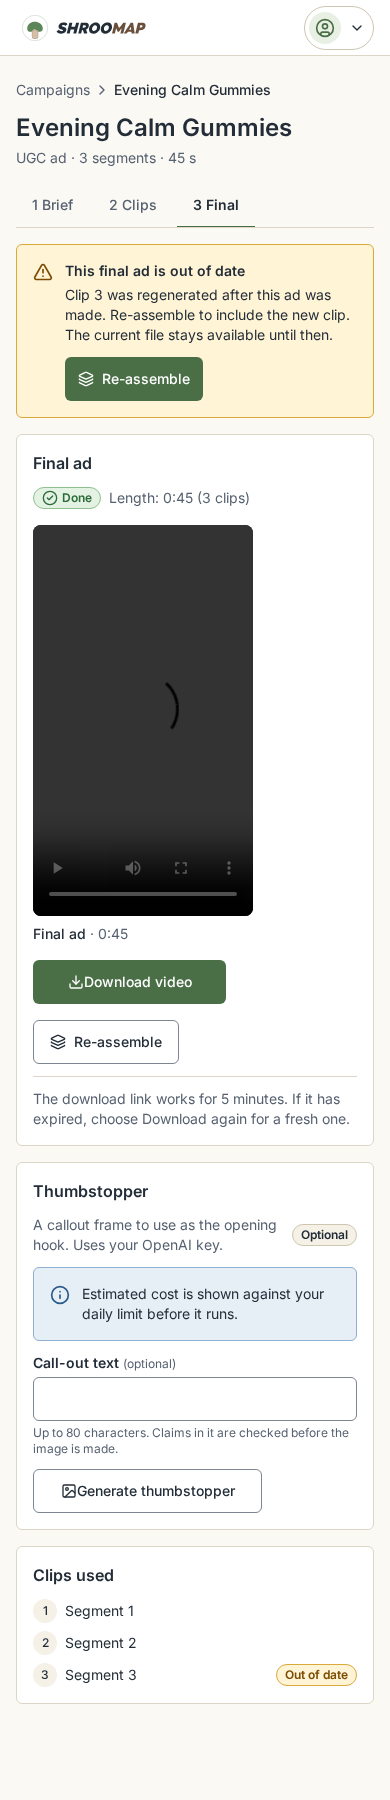 SHROOMAP
Campaigns > Evening Calm Gummies
Evening Calm Gummies
UGC ad · 3 segments · 45 s
1 Brief 2 Clips 3 Final
This final ad is out of date
Clip 3 was regenerated after this ad was
made. Re-assemble to include the new clip.
The current file stays available until then.
Re-assemble
Final ad
Done Length: 0:45 (3 clips)
Final ad · 0:45
Download video
Re-assemble
The download link works for 5 minutes. If it has
expired, choose Download again for a fresh one.
Thumbstopper
A callout frame to use as the opening
hook. Uses your OpenAI key.
Optional
Estimated cost is shown against your
daily limit before it runs.
Call-out text (optional)
Up to 80 characters. Claims in it are checked before the
image is made.
Generate thumbstopper
Clips used
1 Segment 1
2 Segment 2
3 Segment 3 Out of date